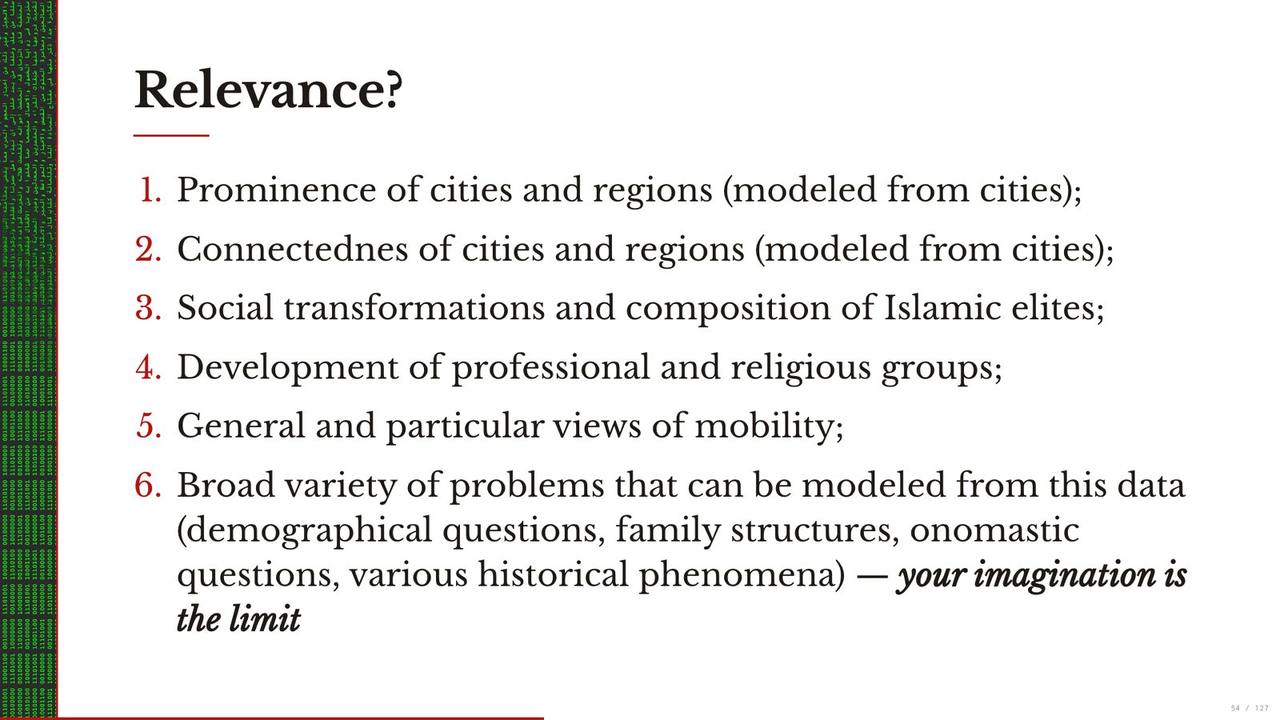 Relevance?
1. Prominence of cities and regions (modeled from cities);
2. Connectednes of cities and regions (modeled from cities);
3. Social transformations and composition of Islamic elites;
4. Development of professional and religious groups;
5. General and particular views of mobility;
6. Broad variety of problems that can be modeled from this data
(demographical questions, family structures, onomastic
questions, various historical phenomena) — your imagination is
the limit
54 / 127